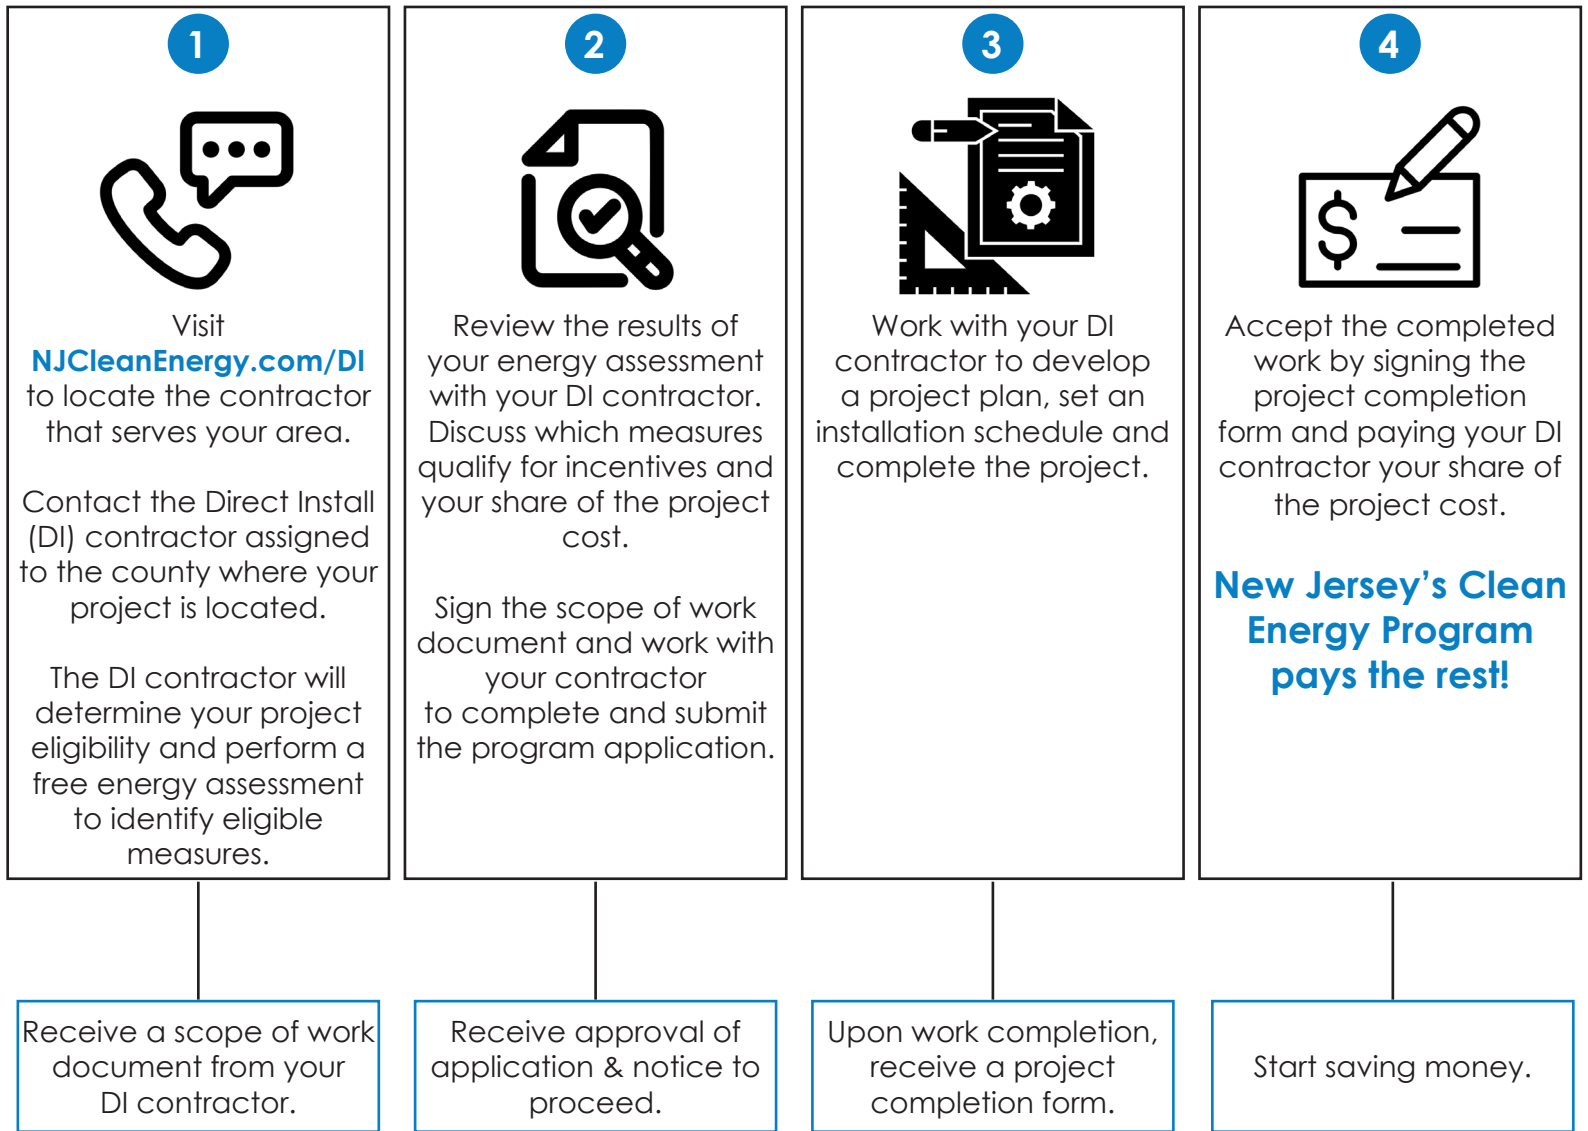 1
Visit
NJCleanEnergy.com/DI
to locate the contractor
that serves your area.
Contact the Direct Install
(DI) contractor assigned
to the county where your
project is located.
The DI contractor will
determine your project
eligibility and perform a
free energy assessment
to identify eligible
measures.
Receive a scope of work
document from your
DI contractor.
2
Review the results of
your energy assessment
with your DI contractor.
Discuss which measures
qualify for incentives and
your share of the project
cost.
Sign the scope of work
document and work with
your contractor
to complete and submit
the program application.
Receive approval of
application & notice to
proceed.
3
Work with your DI
contractor to develop
a project plan, set an
installation schedule and
complete the project.
Upon work completion,
receive a project
completion form.
4
$
Accept the completed
work by signing the
project completion
form and paying your DI
contractor your share of
the project cost.
New Jersey’s Clean
Energy Program
pays the rest!
Start saving money.